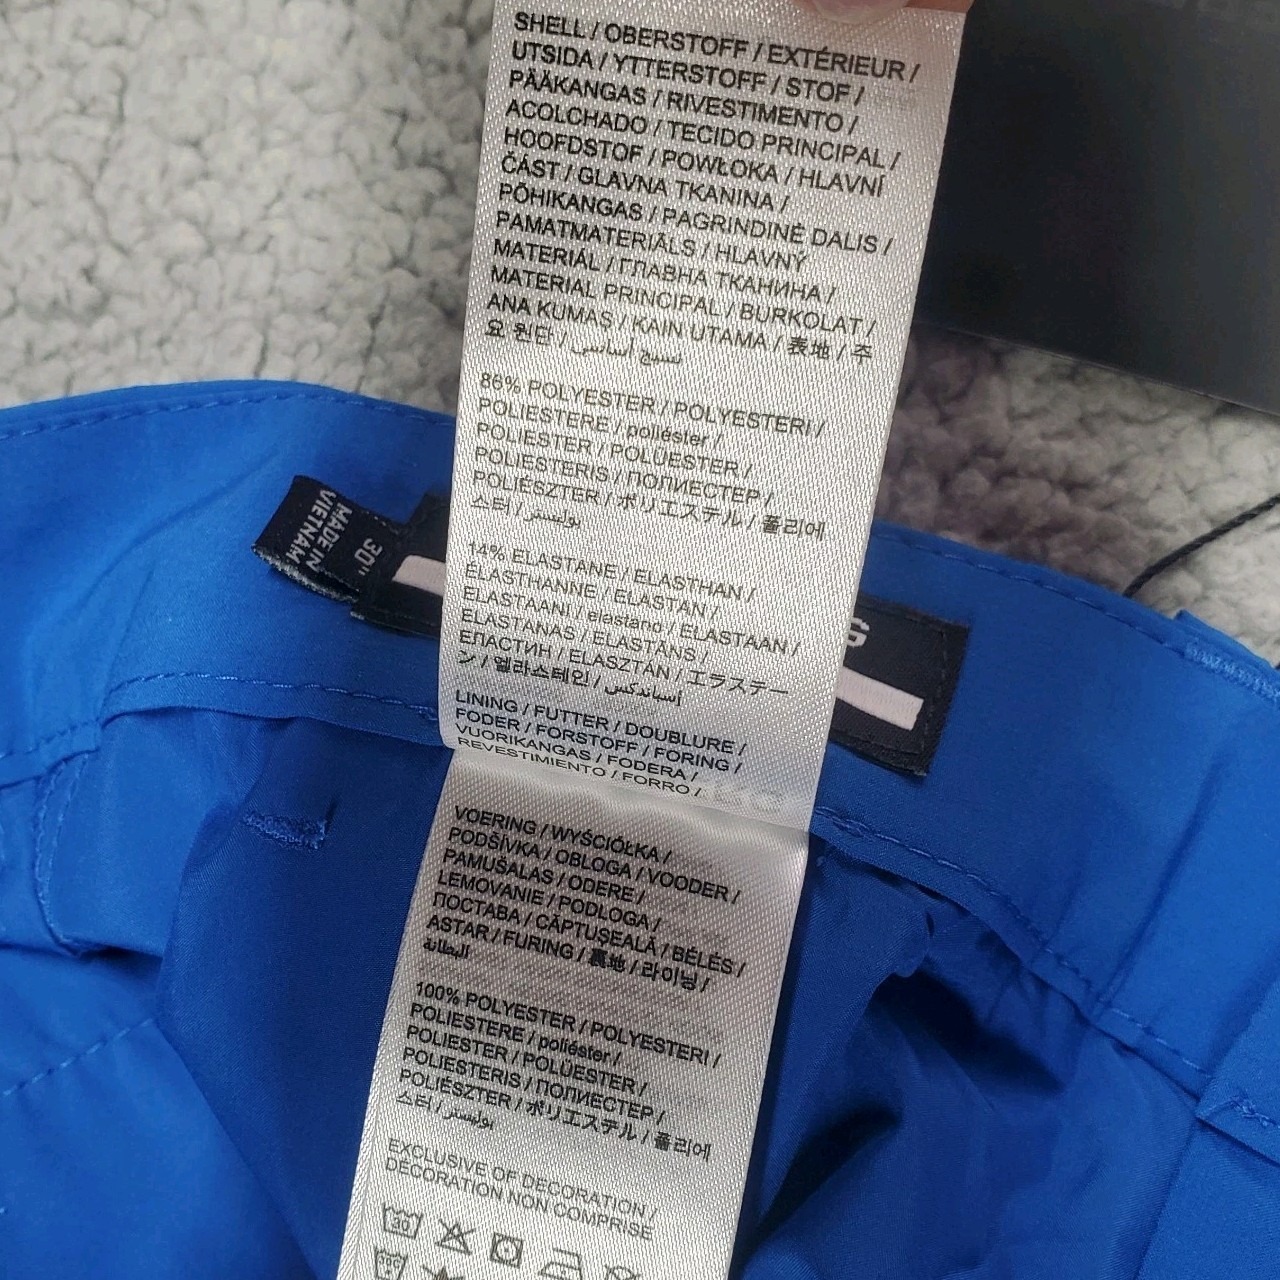 SHELL / OBERSTOFF / EXTÉRIEUR /
UTSIDA / YTTERSTOFF / STOF /
PÄÄKANGAS / RIVESTIMENTO /
ACOLCHADO / TECIDO PRINCIPAL /
HOOFDSTOF / POWŁOKA / HLAVNÍ
ČÁST / GLAVNA TKANINA /
PÕHIKANGAS / PAGRINDINĖ DALIS /
PAMATMATERIĀLS / HLAVNÝ
MATERIÁL / ГЛАВНА ТКАНИНА /
MATERIAL PRINCIPAL / BURKOLAT /
ANA KUMAŞ / KAIN UTAMA / 表地 / 주
요 원단 / نسيج أساسي
86% POLYESTER / POLYESTERI /
POLIESTERE / poliéster /
POLIESTER / POLÜESTER /
POLIESTERIS / ПОЛИЕСТЕР /
POLIÉSZTER / ポリエステル / 폴리에
스터 / بوليستر
14% ELASTANE / ELASTHAN /
ÉLASTHANNE / ELASTAN /
ELASTAANI / elastano / ELASTAAN /
ELASTANAS / ELASTĀNS /
ЕЛАСТИН / ELASZTÁN / エラステー
ン / 엘라스테인 / إسباندكس
LINING / FUTTER / DOUBLURE /
FODER / FORSTOFF / FORING /
VUORIKANGAS / FODERA /
REVESTIMIENTO / FORRO /
VOERING / WYŚCIÓŁKA /
PODŠÍVKA / OBLOGA / VOODER /
PAMUŠALAS / ODERE /
LEMOVANIE / PODLOGA /
ПОСТАВА / CĂPTUŞEALĂ / BÉLÉS /
ASTAR / FURING / 裏地 / 라이닝 /
البطانة
100% POLYESTER / POLYESTERI /
POLIESTERE / poliéster /
POLIESTER / POLÜESTER /
POLIESTERIS / ПОЛИЕСТЕР /
POLIÉSZTER / ポリエステル / 폴리에
스터 / بوليستر
EXCLUSIVE OF DECORATION /
DÉCORATION NON COMPRISE
30
MADE IN
VIETNAM
30"